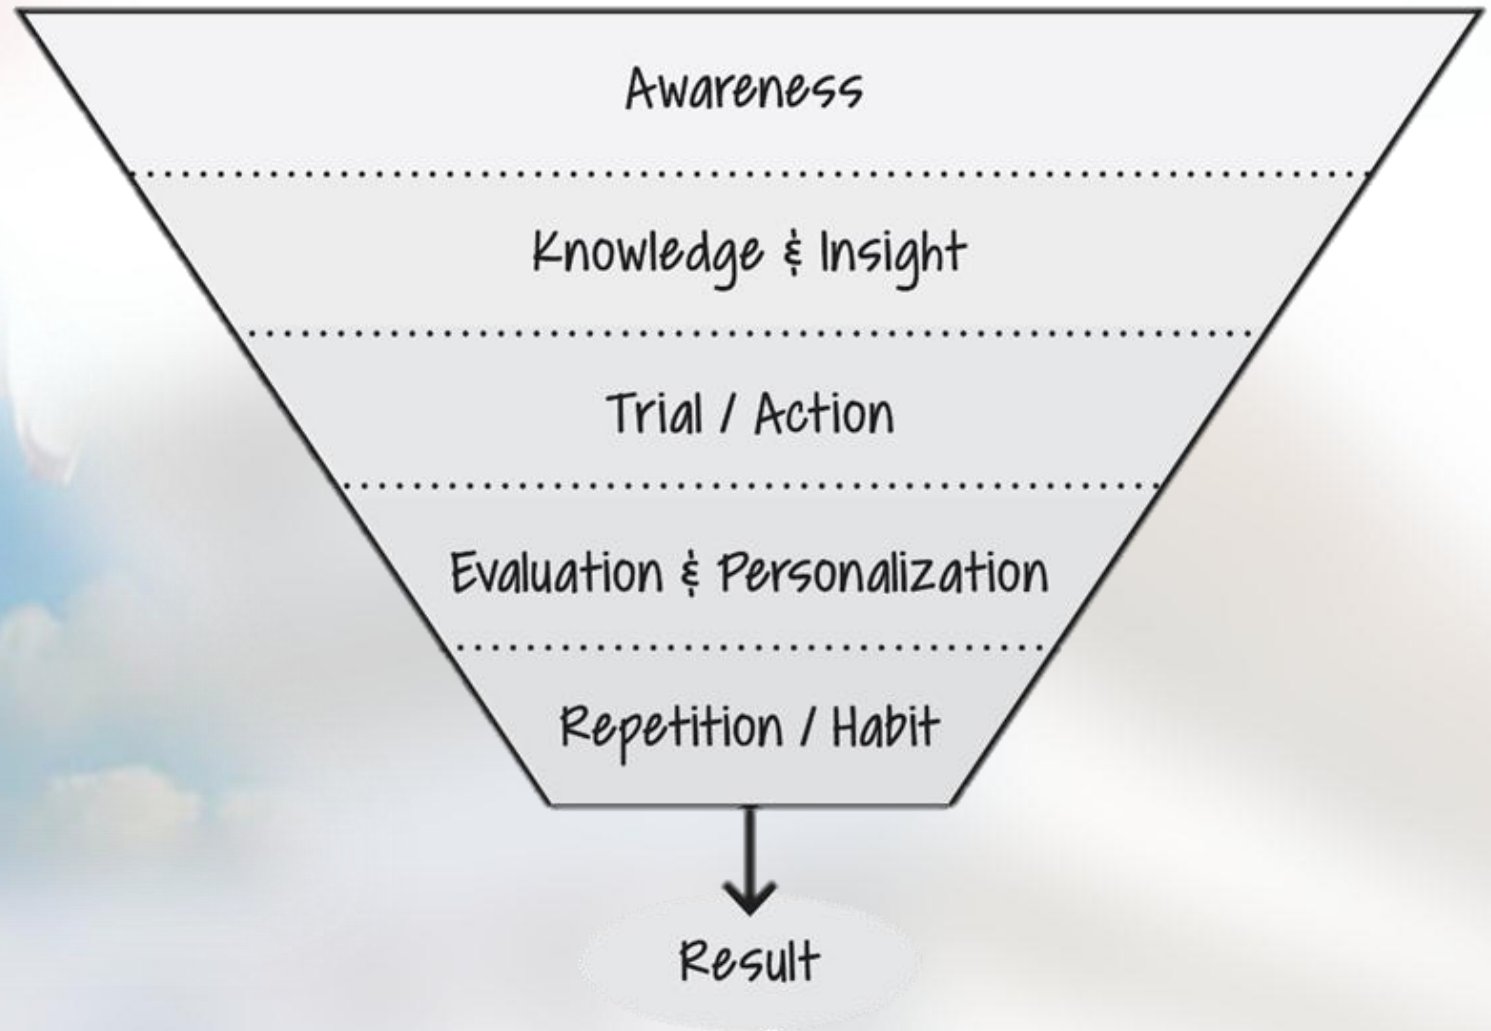 Awareness
Knowledge & Insight
Trial / Action
Evaluation & Personalization
Repetition / Habit
Result